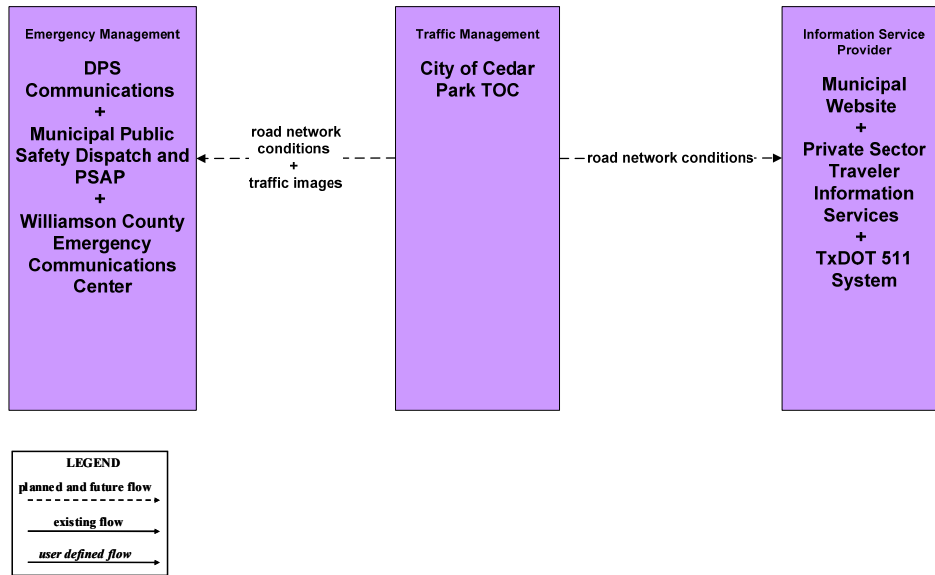 Emergency Management
DPS
Communications
+
Municipal Public
Safety Dispatch and
PSAP
+
Williamson County
Emergency
Communications
Center
road network
conditions
+
traffic images
Traffic Management
City of Cedar
Park TOC
road network conditions
Information Service
Provider
Municipal
Website
+
Private Sector
Traveler
Information
Services
+
TxDOT 511
System
LEGEND
planned and future flow
existing flow
user defined flow